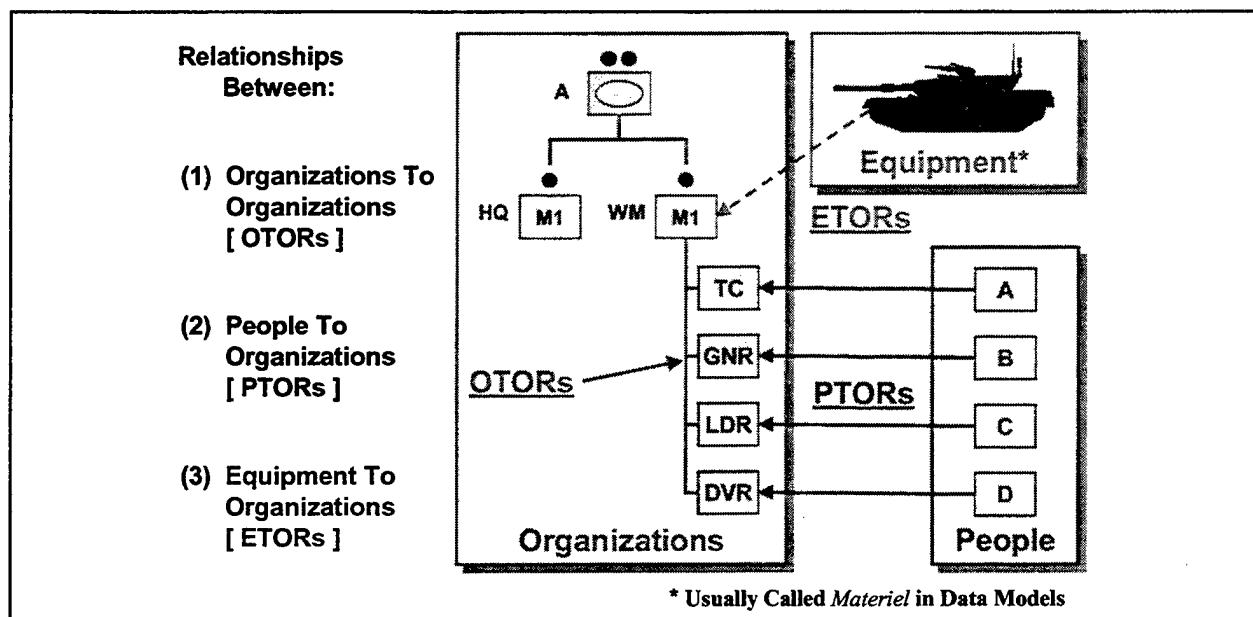 Relationships
Between:
(1) Organizations To
Organizations
[ OTORs ]
(2) People To
Organizations
[ PTORs ]
(3) Equipment To
Organizations
[ ETORs ]
A
HQ
M1
WM
M1
TC
GNR
LDR
DVR
OTORs
Organizations
Equipment*
ETORs
PTORs
A
B
C
D
People
* Usually Called Materiel in Data Models